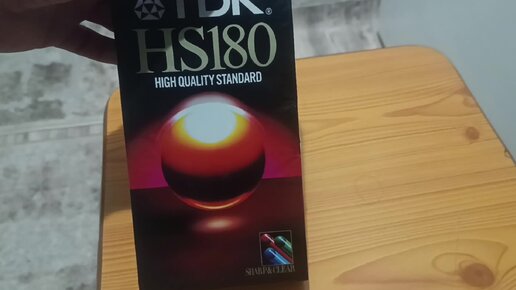 TDK®
HS180
HIGH QUALITY STANDARD
SHARP & CLEAR